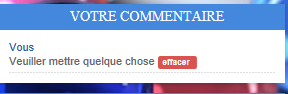 VOTRE COMMENTAIRE
Vous
Veuiller mettre quelque chose effacer